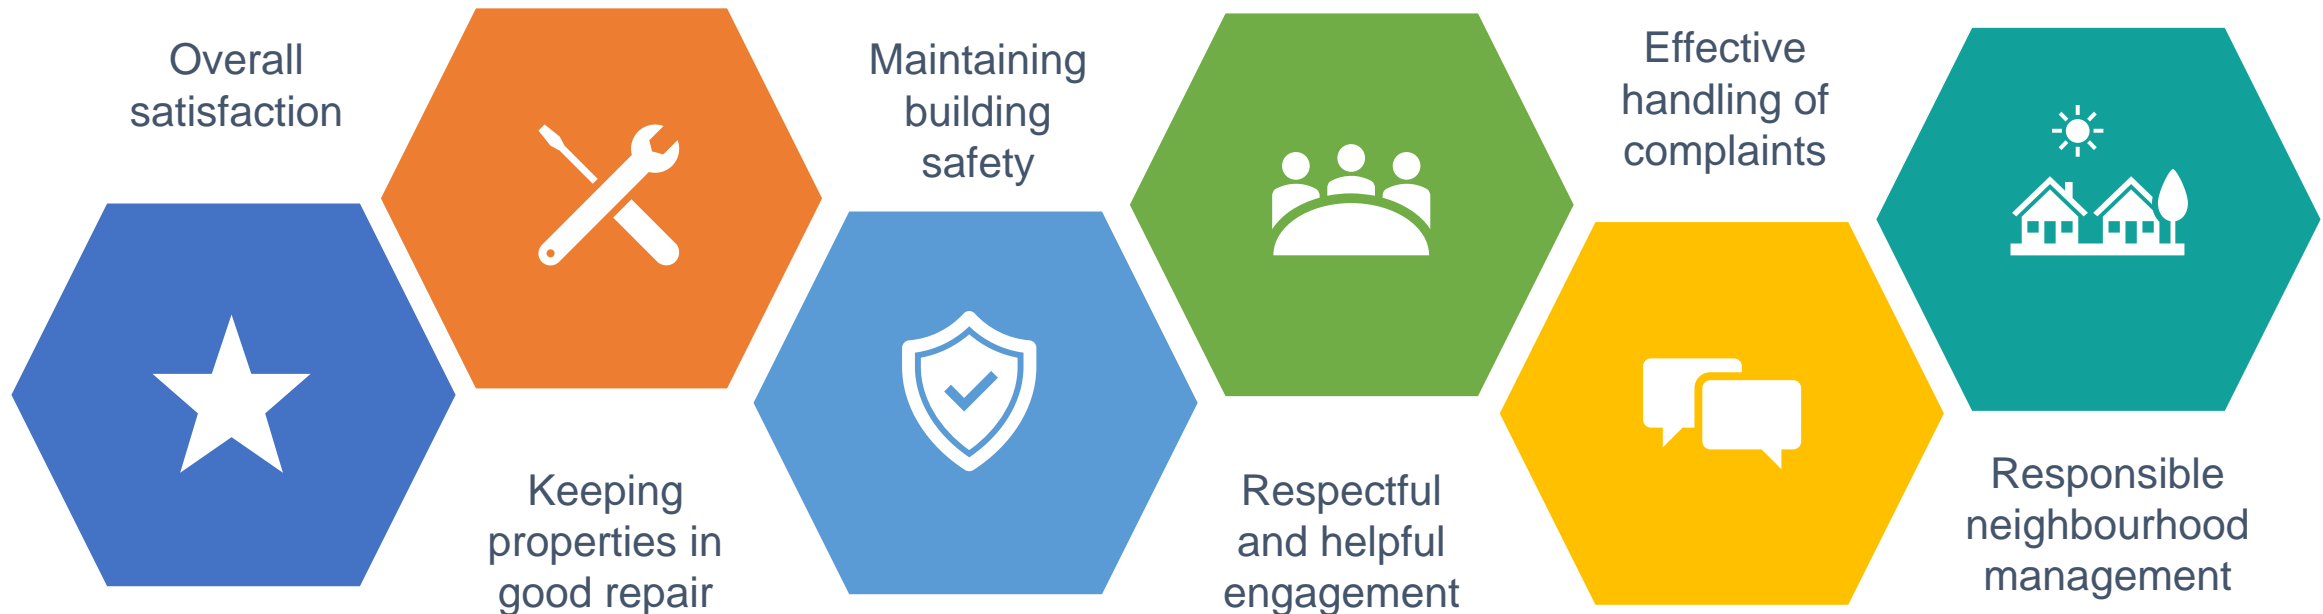 Overall
satisfaction
Keeping
properties in
good repair
Maintaining
building
safety
Respectful
and helpful
engagement
Effective
handling of
complaints
Responsible
neighbourhood
management